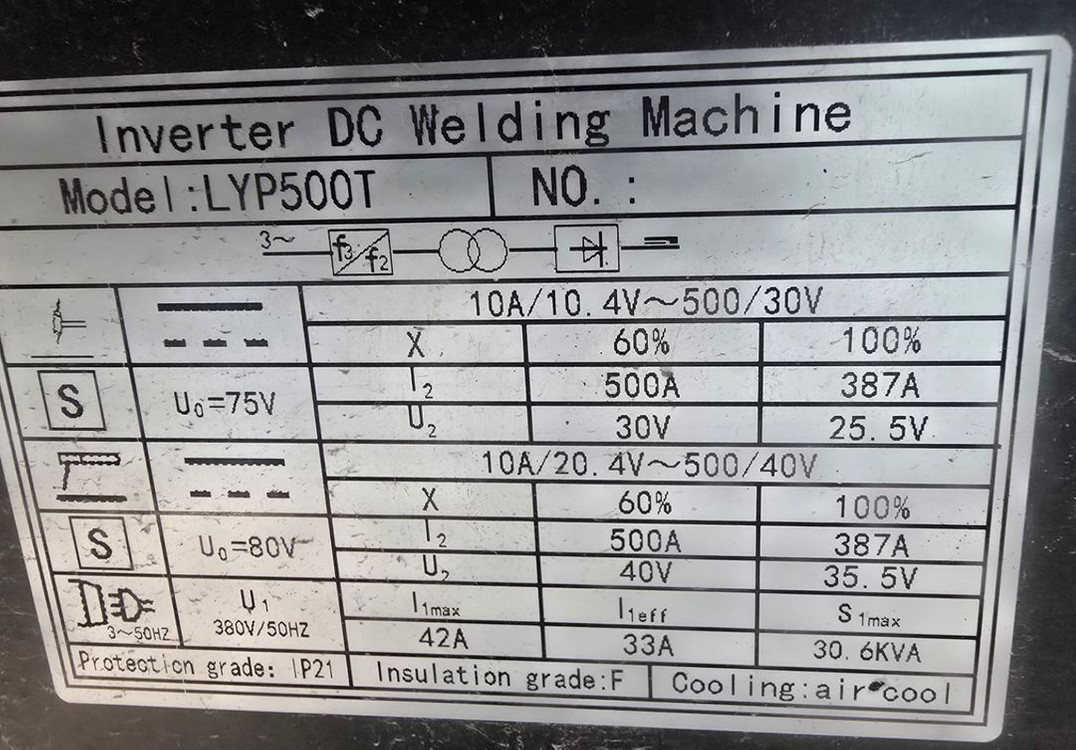 Inverter DC Welding Machine
Model:LYP500T NO.:
3~ f3/f2
10A/10.4V~500/30V
X 60% 100%
S U₀=75V I₂ 500A 387A
U₂ 30V 25.5V
10A/20.4V~500/40V
X 60% 100%
S U₀=80V I₂ 500A 387A
U₂ 40V 35.5V
3~50HZ U₁ 380V/50HZ I₁max I₁eff S₁max
42A 33A 30.6KVA
Protection grade: IP21 Insulation grade:F Cooling:air cool